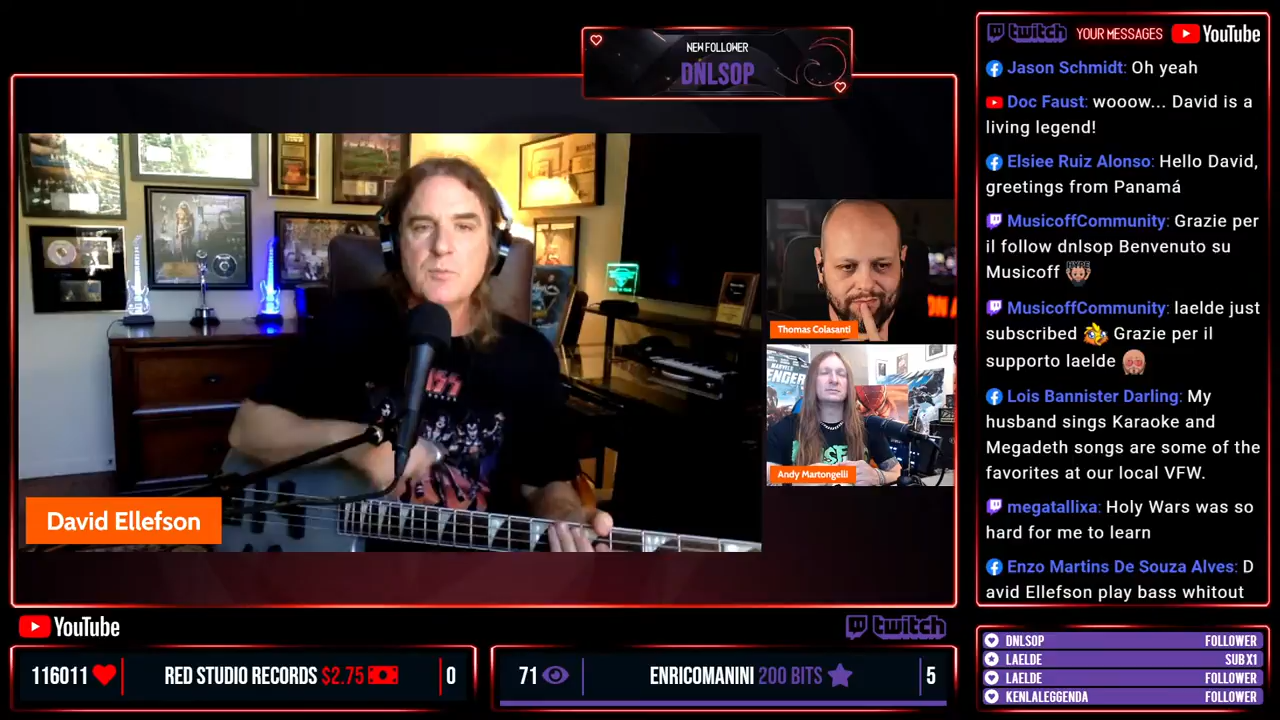 NEW FOLLOWER
DNLSOP
twitch YOUR MESSAGES YouTube
Jason Schmidt: Oh yeah
Doc Faust: wooow... David is a
living legend!
Elsiee Ruiz Alonso: Hello David,
greetings from Panamá
MusicoffCommunity: Grazie per
il follow dnlsop Benvenuto su
Musicoff
MusicoffCommunity: laelde just
subscribed Grazie per il
supporto laelde
Lois Bannister Darling: My
husband sings Karaoke and
Megadeth songs are some of the
favorites at our local VFW.
megatallixa: Holy Wars was so
hard for me to learn
Enzo Martins De Souza Alves: D
avid Ellefson play bass whitout
Thomas Colasanti
Andy Martongelli
David Ellefson
YouTube
twitch
116011 RED STUDIO RECORDS $2.75 0
71 ENRICOMANINI 200 BITS 5
DNLSOP FOLLOWER
LAELDE SUB X1
LAELDE FOLLOWER
KENLALEGGENDA FOLLOWER